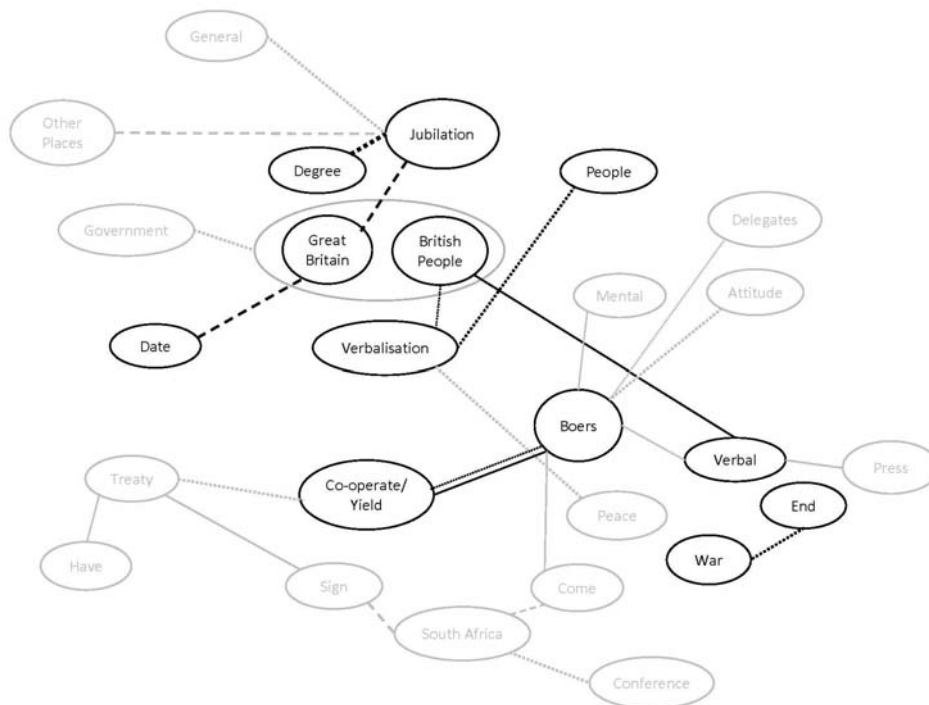 General
Other
Places
Jubilation
Degree
People
Government
Great
Britain
British
People
Delegates
Mental
Attitude
Date
Verbalisation
Boers
Verbal
Press
Treaty
Co-operate/
Yield
End
Peace
Have
War
Sign
Come
South Africa
Conference